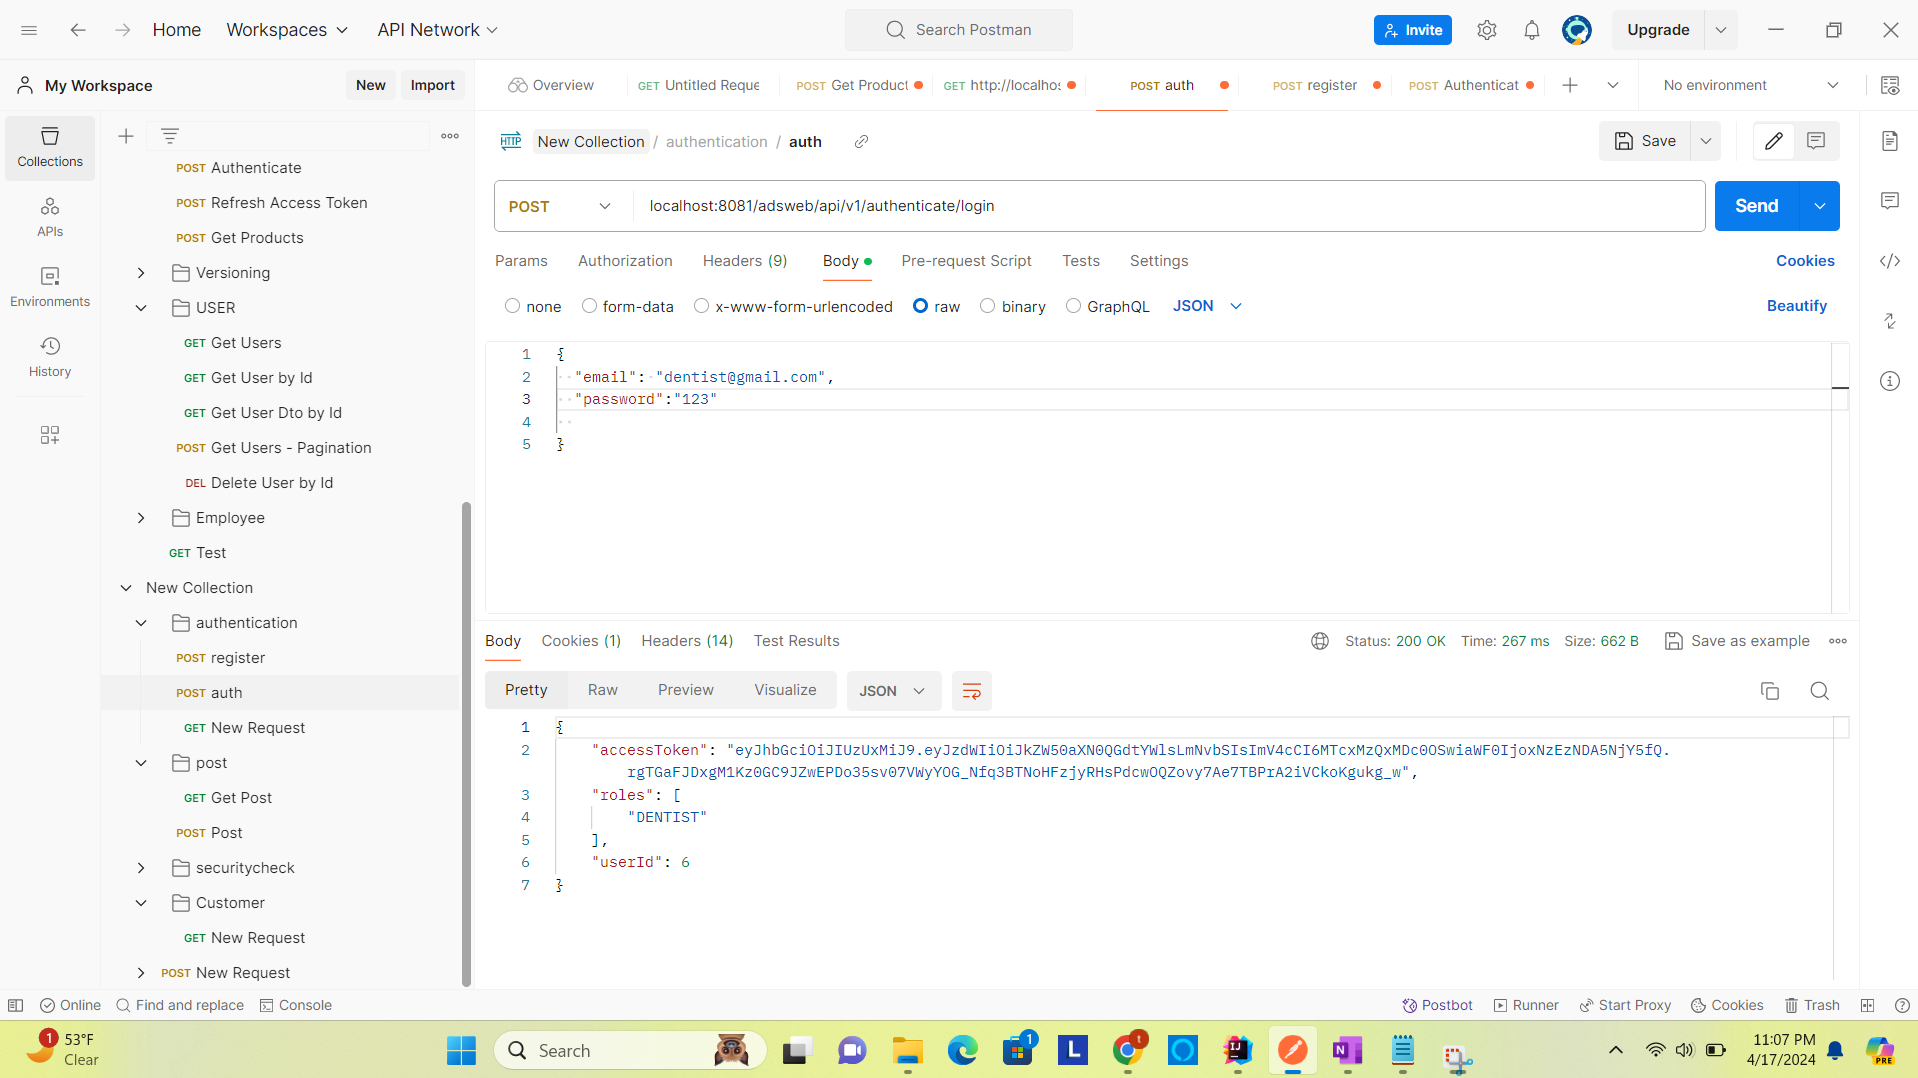 Home
Workspaces
API Network
Search Postman
Invite
Upgrade
My Workspace
New
Import
Overview
GET Untitled Reque
POST Get Product
GET http://localhos
POST auth
POST register
POST Authenticat
No environment
Collections
APIs
Environments
History
POST Authenticate
POST Refresh Access Token
POST Get Products
Versioning
USER
GET Get Users
GET Get User by Id
GET Get User Dto by Id
POST Get Users - Pagination
DEL Delete User by Id
Employee
GET Test
New Collection
authentication
POST register
POST auth
GET New Request
post
GET Get Post
POST Post
securitycheck
Customer
GET New Request
POST New Request
HTTP New Collection / authentication / auth
Save
POST
localhost:8081/adsweb/api/v1/authenticate/login
Send
Params
Authorization
Headers (9)
Body
Pre-request Script
Tests
Settings
Cookies
none
form-data
x-www-form-urlencoded
raw
binary
GraphQL
JSON
Beautify
1 {
2 "email": "dentist@gmail.com",
3 "password":"123"
4
5 }
Body
Cookies (1)
Headers (14)
Test Results
Status: 200 OK
Time: 267 ms
Size: 662 B
Save as example
Pretty
Raw
Preview
Visualize
JSON
1 {
2 "accessToken": "eyJhbGciOiJIUzUxMiJ9.eyJzdWIiOiJkZW50aXN0QGdtYWlsLmNvbSIsImV4cCI6MTcxMzQxMDc0OSwiaWF0IjoxNzEzNDA5NjY5fQ.
rgTGaFJDxgM1Kz0GC9JZwEPDo35sv07VWyYOG_Nfq3BTNoHFzjyRHsPdcwOQZovy7Ae7TBPrA2iVCkoKgukg_w",
3 "roles": [
4 "DENTIST"
5 ],
6 "userId": 6
7 }
Online
Find and replace
Console
Postbot
Runner
Start Proxy
Cookies
Trash
1
53°F
Clear
Search
1
L
t
IJ
N
11:07 PM
4/17/2024
PRE